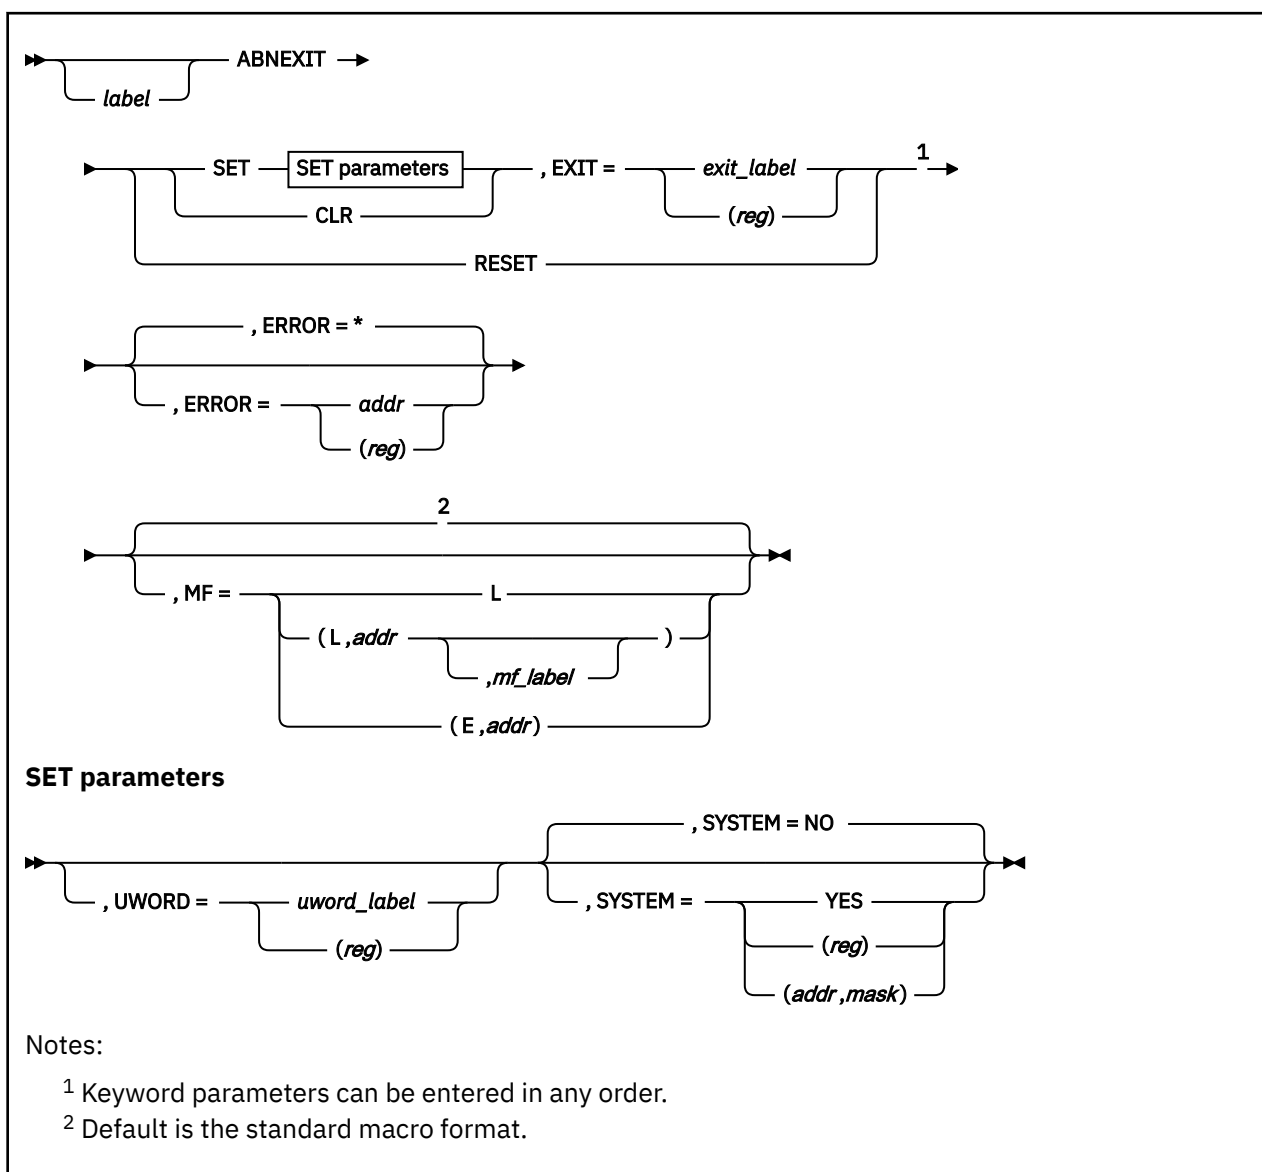 ABNEXIT
label
1
SET SET parameters , EXIT = exit_label
CLR (reg)
RESET
, ERROR = *
, ERROR = addr
(reg)
2
, MF = L
( L ,addr )
,mf_label
( E ,addr )
SET parameters
, SYSTEM = NO
, UWORD = uword_label , SYSTEM = YES
(reg) (reg)
(addr ,mask)
Notes:
1 Keyword parameters can be entered in any order.
2 Default is the standard macro format.